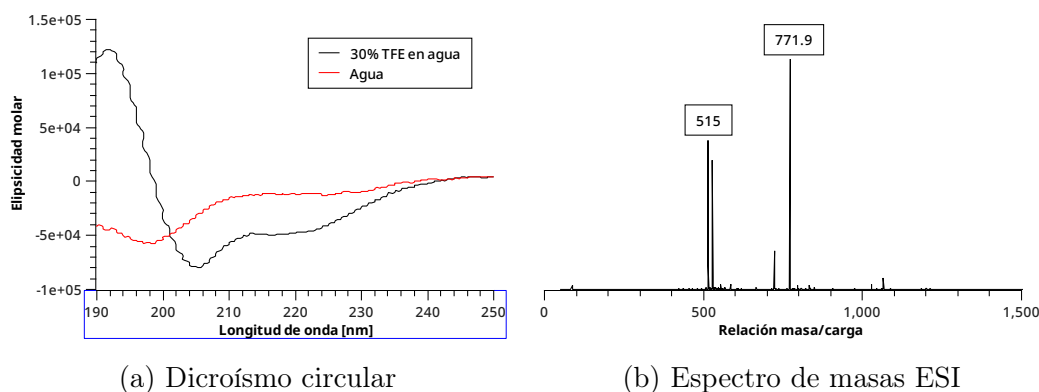 1.5e+05
1e+05
5e+04
0
-5e+04
-1e+05
Elipsicidad molar
30% TFE en agua
Agua
190 200 210 220 230 240 250
Longitud de onda [nm]
(a) Dicroísmo circular
771.9
515
0 500 1,000 1,500
Relación masa/carga
(b) Espectro de masas ESI